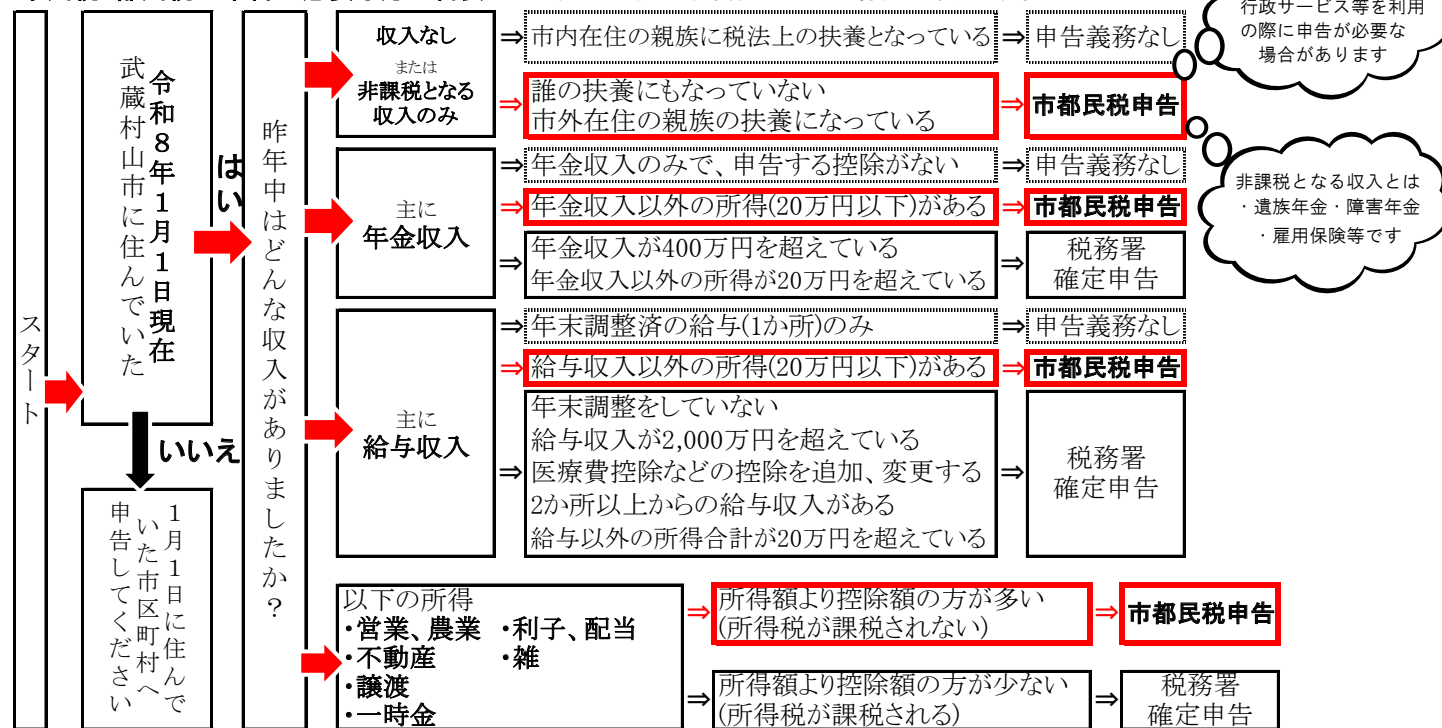 スタート
令和8年1月1日現在
武蔵村山市に住んでいた
はい
いいえ
1月1日に住んで
いた市区町村へ
申告してください
昨年中はどんな収入がありましたか?
収入なし
または
非課税となる
収入のみ
⇒ 市内在住の親族に税法上の扶養となっている ⇒ 申告義務なし
⇒ 誰の扶養にもなっていない
市外在住の親族の扶養になっている
⇒ 市都民税申告
行政サービス等を利用
の際に申告が必要な
場合があります
非課税となる収入とは
・遺族年金・障害年金
・雇用保険等です
主に
年金収入
⇒ 年金収入のみで、申告する控除がない ⇒ 申告義務なし
⇒ 年金収入以外の所得(20万円以下)がある ⇒ 市都民税申告
⇒ 年金収入が400万円を超えている
年金収入以外の所得が20万円を超えている
⇒ 税務署
確定申告
主に
給与収入
⇒ 年末調整済の給与(1か所)のみ ⇒ 申告義務なし
⇒ 給与収入以外の所得(20万円以下)がある ⇒ 市都民税申告
⇒ 年末調整をしていない
給与収入が2,000万円を超えている
医療費控除などの控除を追加、変更する
2か所以上からの給与収入がある
給与以外の所得合計が20万円を超えている
⇒ 税務署
確定申告
以下の所得
・営業、農業 ・利子、配当
・不動産 ・雑
・譲渡
・一時金
⇒ 所得額より控除額の方が多い
(所得税が課税されない)
⇒ 市都民税申告
⇒ 所得額より控除額の方が少ない
(所得税が課税される)
⇒ 税務署
確定申告